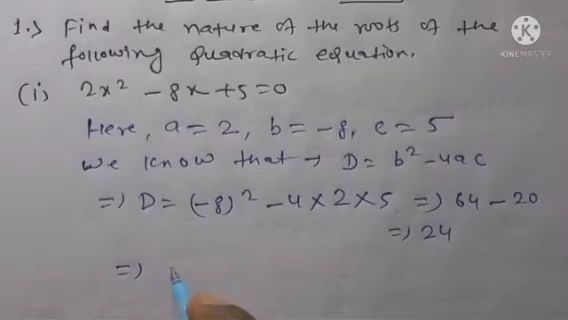 1.) Find the nature of the roots of the
following quadratic equation.
(i) 2x² - 8x + 5 = 0
Here, a = 2, b = -8, c = 5
We know that → D = b² - 4ac
=) D = (-8)² - 4 × 2 × 5 =) 64 - 20
=) 24
=)
K
KINEMASTER